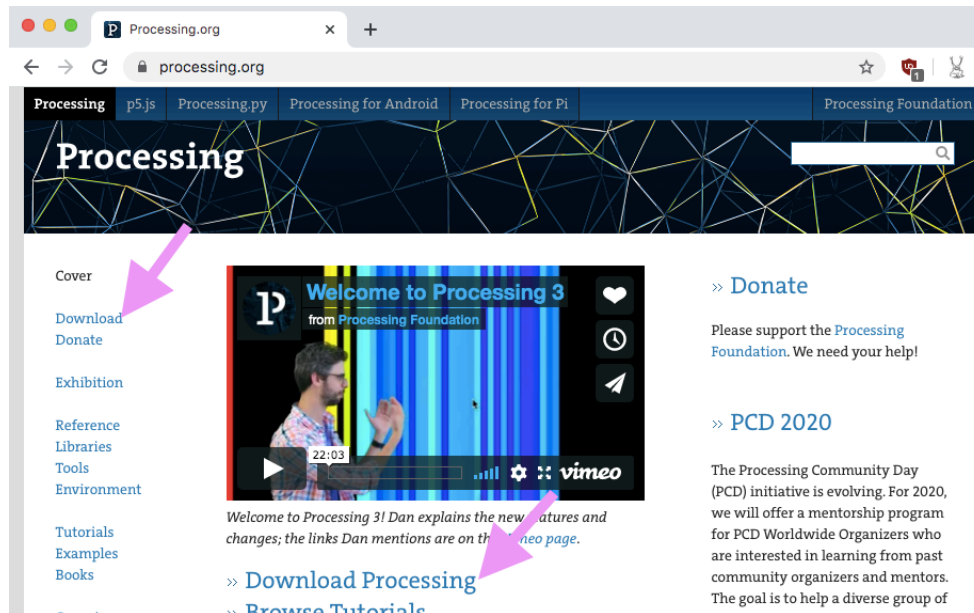 Processing.org
processing.org
1
Processing p5.js Processing.py Processing for Android Processing for Pi Processing Foundation
Processing
Cover
Download
Donate
Exhibition
Reference
Libraries
Tools
Environment
Tutorials
Examples
Books
P
Welcome to Processing 3
from Processing Foundation
22:03
vimeo
Welcome to Processing 3! Dan explains the new features and
changes; the links Dan mentions are on the Vimeo page.
» Download Processing
» Browse Tutorials
» Donate
Please support the Processing
Foundation. We need your help!
» PCD 2020
The Processing Community Day
(PCD) initiative is evolving. For 2020,
we will offer a mentorship program
for PCD Worldwide Organizers who
are interested in learning from past
community organizers and mentors.
The goal is to help a diverse group of